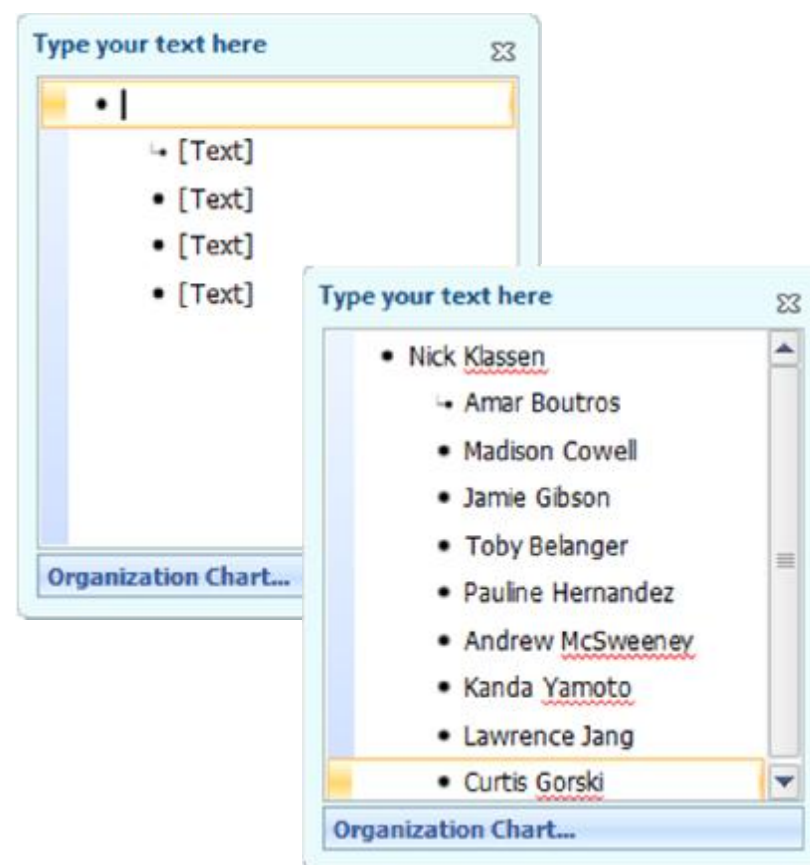 Type your text here
•
[Text]
• [Text]
• [Text]
• [Text]
Organization Chart...
Type your text here
• Nick Klassen
Amar Boutros
• Madison Cowell
• Jamie Gibson
• Toby Belanger
• Pauline Hernandez
• Andrew McSweeney
• Kanda Yamoto
• Lawrence Jang
• Curtis Gorski
Organization Chart...